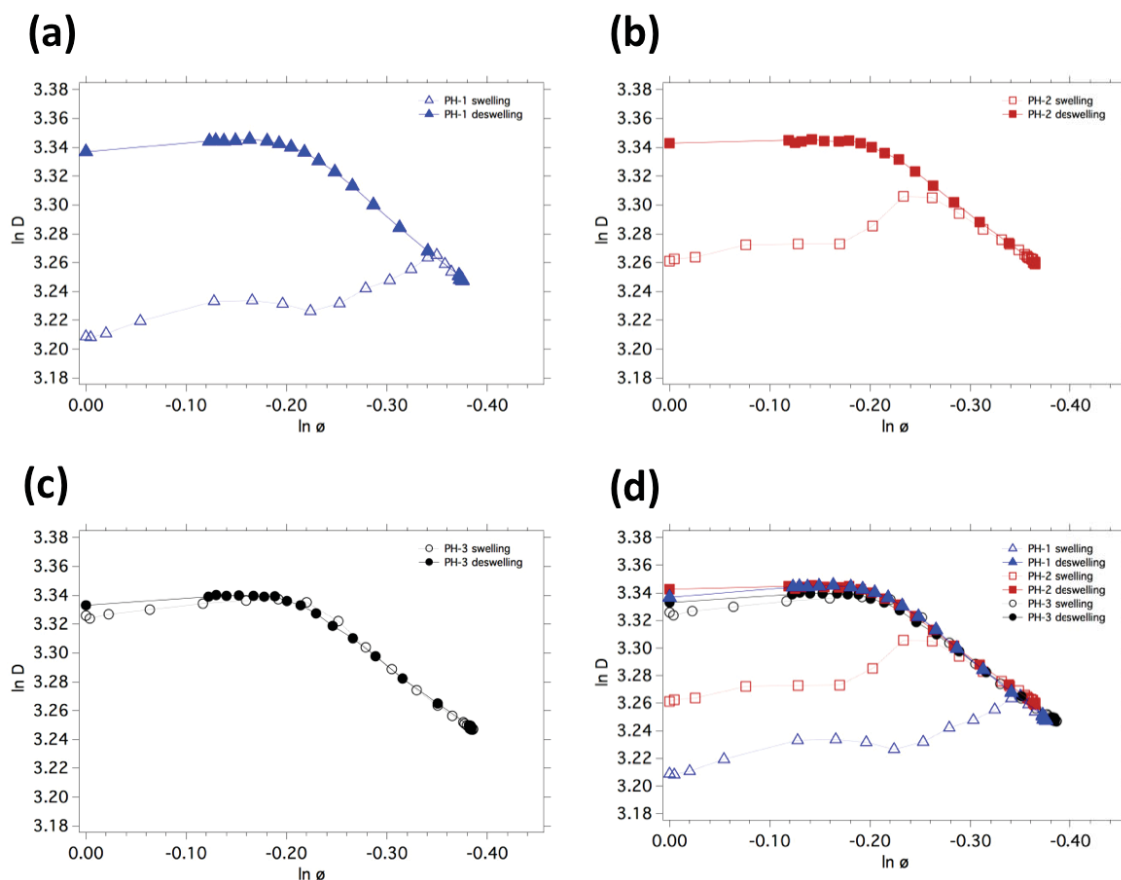 (a)
ln D
3.38
3.36
3.34
3.32
3.30
3.28
3.26
3.24
3.22
3.20
3.18
PH-1 swelling
PH-1 deswelling
0.00 -0.10 -0.20 -0.30 -0.40
ln ø
(b)
ln D
3.38
3.36
3.34
3.32
3.30
3.28
3.26
3.24
3.22
3.20
3.18
PH-2 swelling
PH-2 deswelling
0.00 -0.10 -0.20 -0.30 -0.40
ln ø
(c)
ln D
3.38
3.36
3.34
3.32
3.30
3.28
3.26
3.24
3.22
3.20
3.18
PH-3 swelling
PH-3 deswelling
0.00 -0.10 -0.20 -0.30 -0.40
ln ø
(d)
ln D
3.38
3.36
3.34
3.32
3.30
3.28
3.26
3.24
3.22
3.20
3.18
PH-1 swelling
PH-1 deswelling
PH-2 swelling
PH-2 deswelling
PH-3 swelling
PH-3 deswelling
0.00 -0.10 -0.20 -0.30 -0.40
ln ø